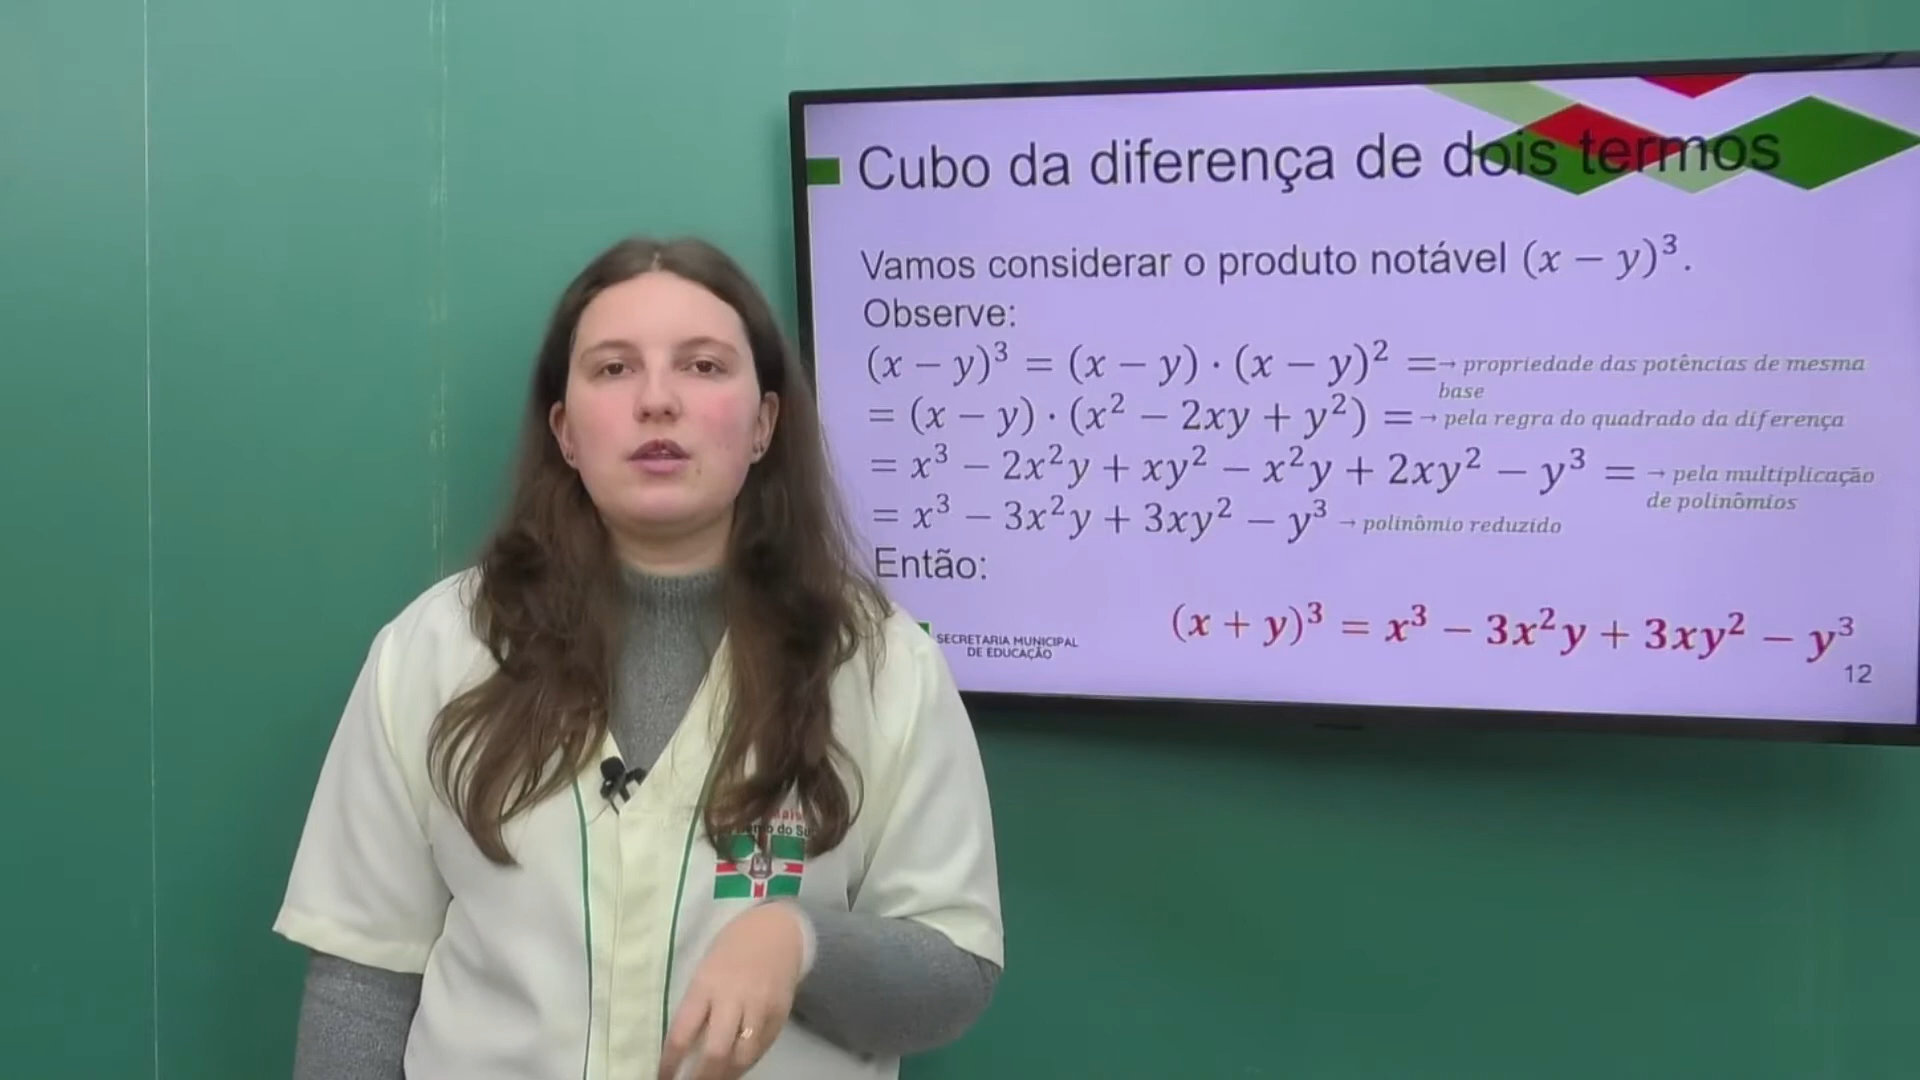 Cubo da diferença de dois termos
Vamos considerar o produto notável (x − y)³.
Observe:
(x − y)³ = (x − y) · (x − y)² = → propriedade das potências de mesma
base
= (x − y) · (x² − 2xy + y²) = → pela regra do quadrado da diferença
= x³ − 2x²y + xy² − x²y + 2xy² − y³ = → pela multiplicação
de polinômios
= x³ − 3x²y + 3xy² − y³ → polinômio reduzido
Então:
(x + y)³ = x³ − 3x²y + 3xy² − y³
SECRETARIA MUNICIPAL
DE EDUCAÇÃO
12
do Su